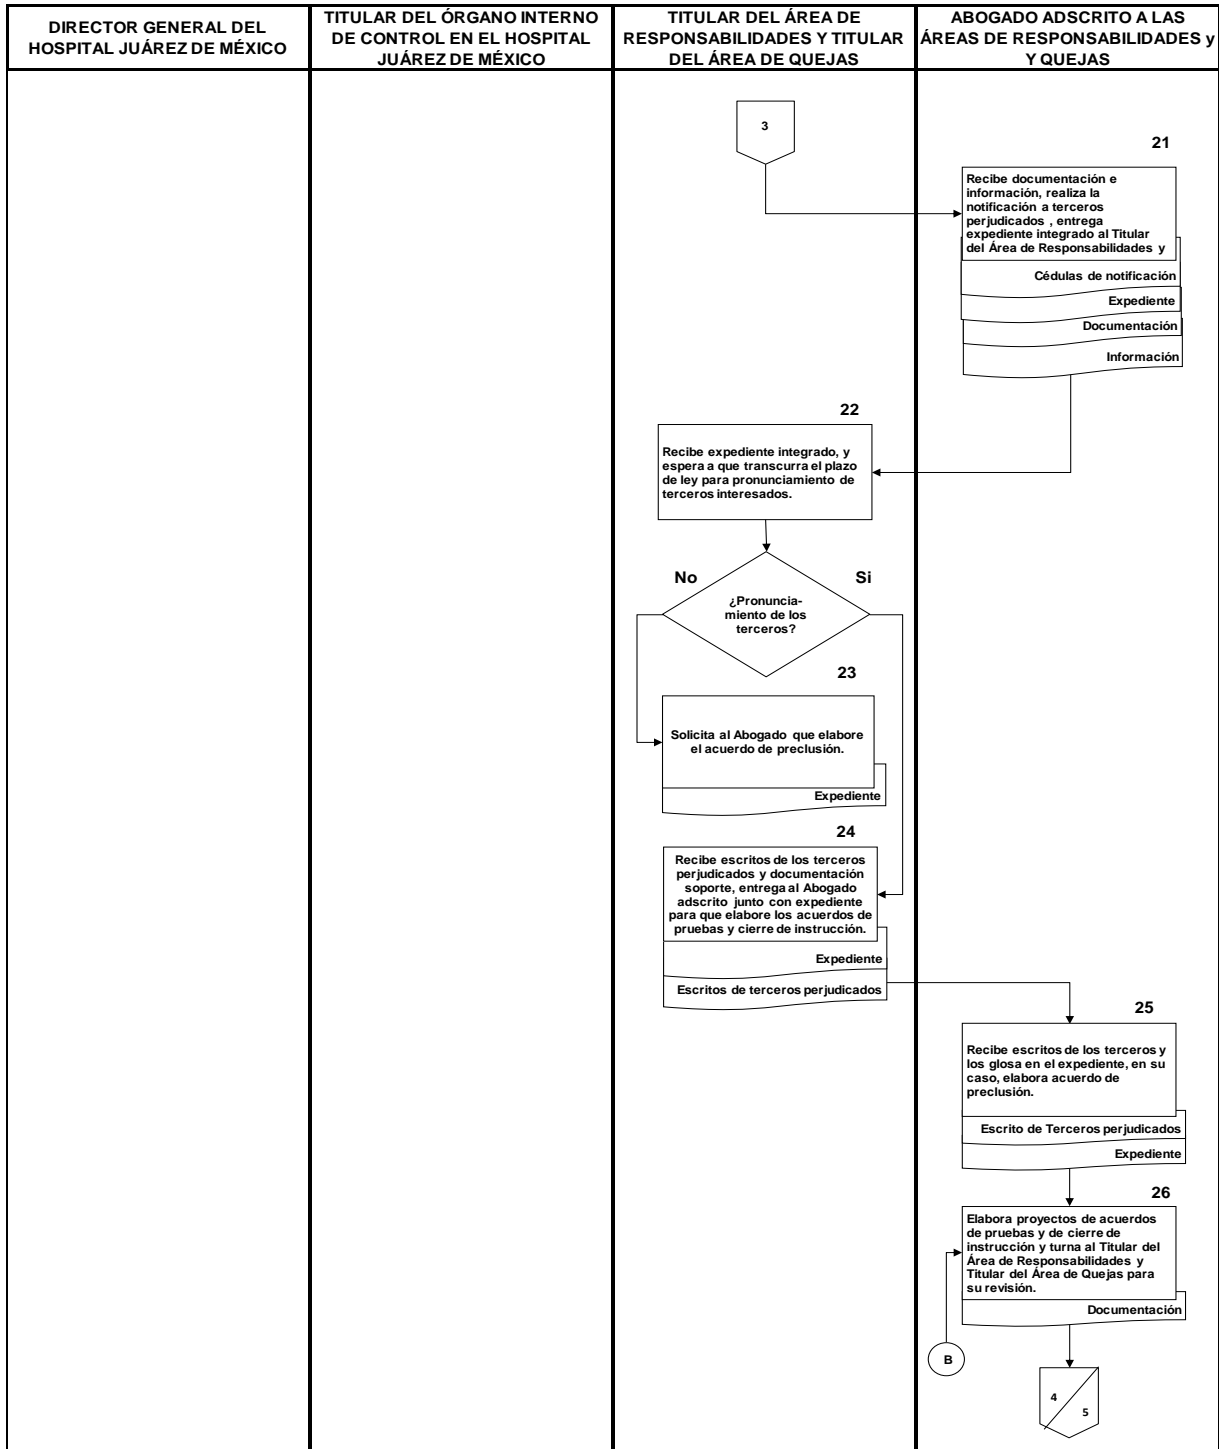 DIRECTOR GENERAL DEL
HOSPITAL JUÁREZ DE MÉXICO
TITULAR DEL ÓRGANO INTERNO
DE CONTROL EN EL HOSPITAL
JUÁREZ DE MÉXICO
TITULAR DEL ÁREA DE
RESPONSABILIDADES Y TITULAR
DEL ÁREA DE QUEJAS
ABOGADO ADSCRITO A LAS
ÁREAS DE RESPONSABILIDADES y
Y QUEJAS
3
21
Recibe documentación e
información, realiza la
notificación a terceros
perjudicados , entrega
expediente integrado al Titular
del Área de Responsabilidades y
Cédulas de notificación
Expediente
Documentación
Información
22
Recibe expediente integrado, y
espera a que transcurra el plazo
de ley para pronunciamiento de
terceros interesados.
No
Si
¿Pronuncia-
miento de los
terceros?
23
Solicita al Abogado que elabore
el acuerdo de preclusión.
Expediente
24
Recibe escritos de los terceros
perjudicados y documentación
soporte, entrega al Abogado
adscrito junto con expediente
para que elabore los acuerdos de
pruebas y cierre de instrucción.
Expediente
Escritos de terceros perjudicados
25
Recibe escritos de los terceros y
los glosa en el expediente, en su
caso, elabora acuerdo de
preclusión.
Escrito de Terceros perjudicados
Expediente
26
Elabora proyectos de acuerdos
de pruebas y de cierre de
instrucción y turna al Titular del
Área de Responsabilidades y
Titular del Área de Quejas para
su revisión.
Documentación
B
4
5